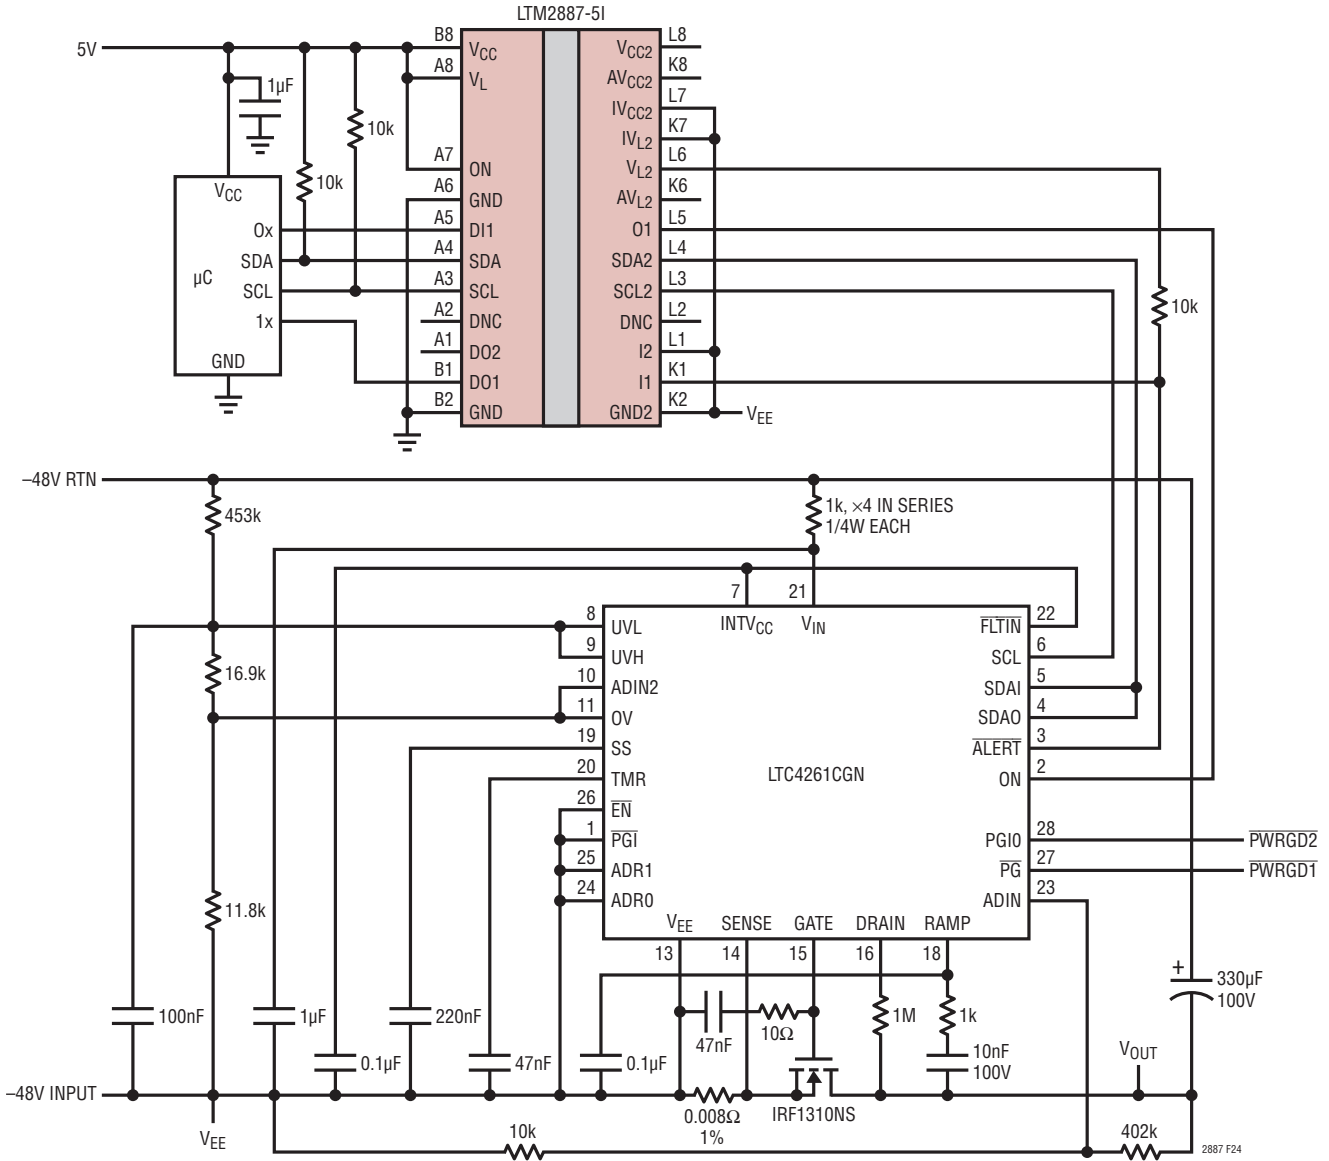 LTM2887-5I
5V
B8
VCC
A8
VL
A7
ON
A6
GND
A5
DI1
A4
SDA
A3
SCL
A2
DNC
A1
DO2
B1
DO1
B2
GND
VCC2
L8
AVCC2
K8
IVCC2
L7
IVL2
K7
VL2
L6
AVL2
K6
O1
L5
SDA2
L4
SCL2
L3
DNC
L2
I2
L1
I1
K1
GND2
K2
VEE
1µF
10k
10k
10k
VCC
0x
SDA
µC
SCL
1x
GND
–48V RTN
453k
1k, ×4 IN SERIES
1/4W EACH
16.9k
11.8k
7
21
INTVCC
VIN
8
UVL
9
UVH
10
ADIN2
11
OV
19
SS
20
TMR
26
EN
1
PGI
25
ADR1
24
ADR0
LTC4261CGN
FLTIN
22
SCL
6
SDAI
5
SDAO
4
ALERT
3
ON
2
PGI0
28
PWRGD2
PG
27
PWRGD1
ADIN
23
VEE
SENSE
GATE
DRAIN
RAMP
13
14
15
16
18
100nF
1µF
0.1µF
220nF
47nF
0.1µF
47nF
10Ω
1M
1k
10nF
100V
+
330µF
100V
VOUT
–48V INPUT
0.008Ω
1%
IRF1310NS
VEE
10k
402k
2887 F24